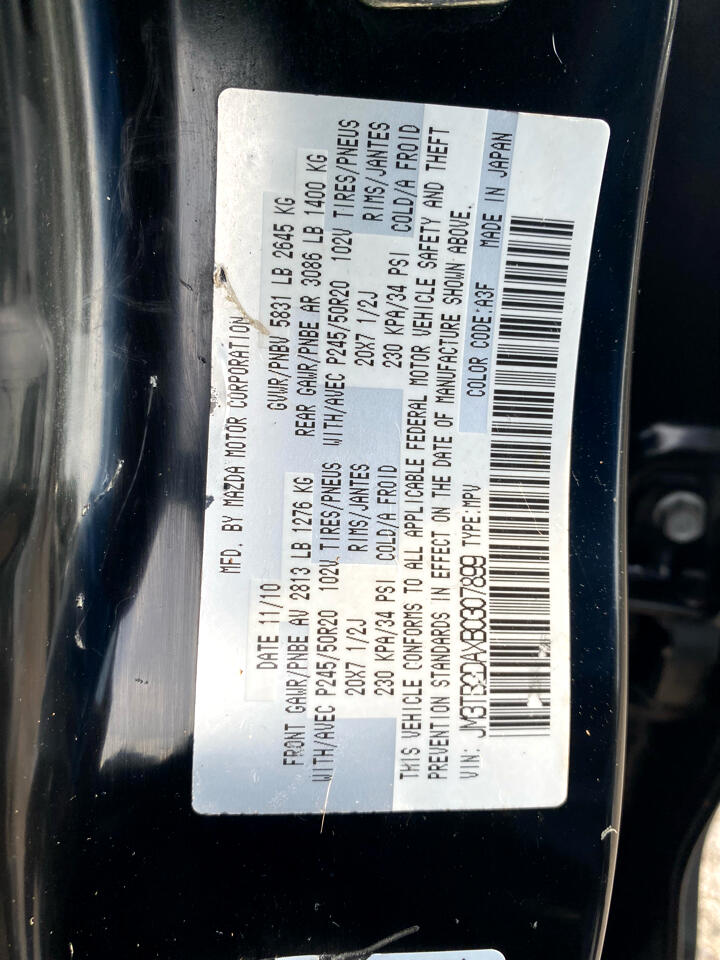 MFD. BY MAZDA MOTOR CORPORATION
DATE 11/10 GVWR/PNBV 5831 LB 2645 KG
FRONT GAWR/PNBE AV 2813 LB 1276 KG REAR GAWR/PNBE AR 3086 LB 1400 KG
WITH/AVEC P245/50R20 102V TIRES/PNEUS WITH/AVEC P245/50R20 102V TIRES/PNEUS
20X7 1/2J RIMS/JANTES 20X7 1/2J RIMS/JANTES
230 KPA/34 PSI COLD/A FROID 230 KPA/34 PSI COLD/A FROID
THIS VEHICLE CONFORMS TO ALL APPLICABLE FEDERAL MOTOR VEHICLE SAFETY AND THEFT
PREVENTION STANDARDS IN EFFECT ON THE DATE OF MANUFACTURE SHOWN ABOVE.
VIN: JM3TB2DAXB0307899 TYPE:MPV COLOR CODE:A3F MADE IN JAPAN